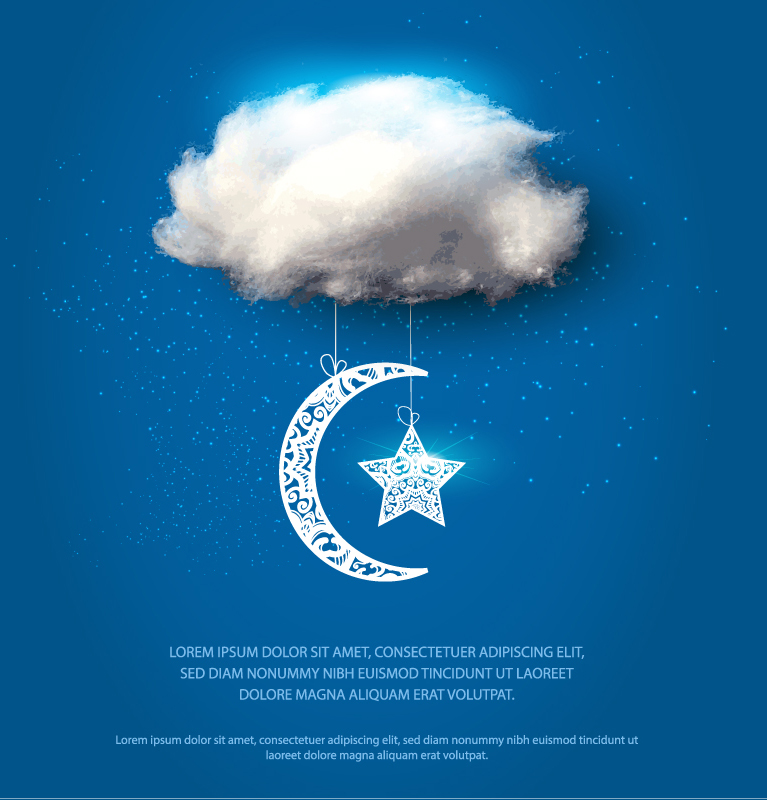 LOREM IPSUM DOLOR SIT AMET, CONSECTETUER ADIPISCING ELIT,
SED DIAM NONUMMY NIBH EUISMOD TINCIDUNT UT LAOREET
DOLORE MAGNA ALIQUAM ERAT VOLUTPAT.
Lorem ipsum dolor sit amet, consectetuer adipiscing elit, sed diam nonummy nibh euismod tincidunt ut
laoreet dolore magna aliquam erat volutpat.